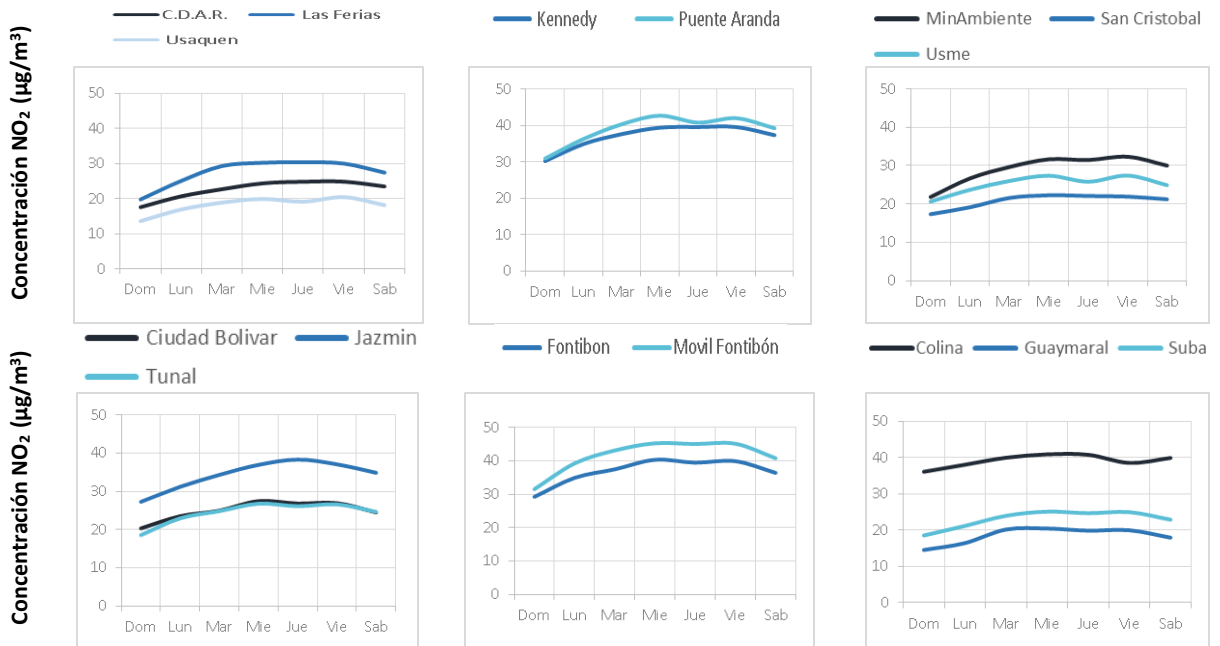 Concentración NO₂ (µg/m³)
C.D.A.R. Las Ferias
Usaquen
50
40
30
20
10
0
Dom Lun Mar Mie Jue Vie Sab
Kennedy Puente Aranda
50
40
30
20
10
0
Dom Lun Mar Mie Jue Vie Sab
MinAmbiente San Cristobal
Usme
50
40
30
20
10
0
Dom Lun Mar Mie Jue Vie Sab
Concentración NO₂ (µg/m³)
Ciudad Bolivar Jazmin
Tunal
50
40
30
20
10
0
Dom Lun Mar Mie Jue Vie Sab
Fontibon Movil Fontibón
50
40
30
20
10
0
Dom Lun Mar Mie Jue Vie Sab
Colina Guaymaral Suba
50
40
30
20
10
0
Dom Lun Mar Mie Jue Vie Sab